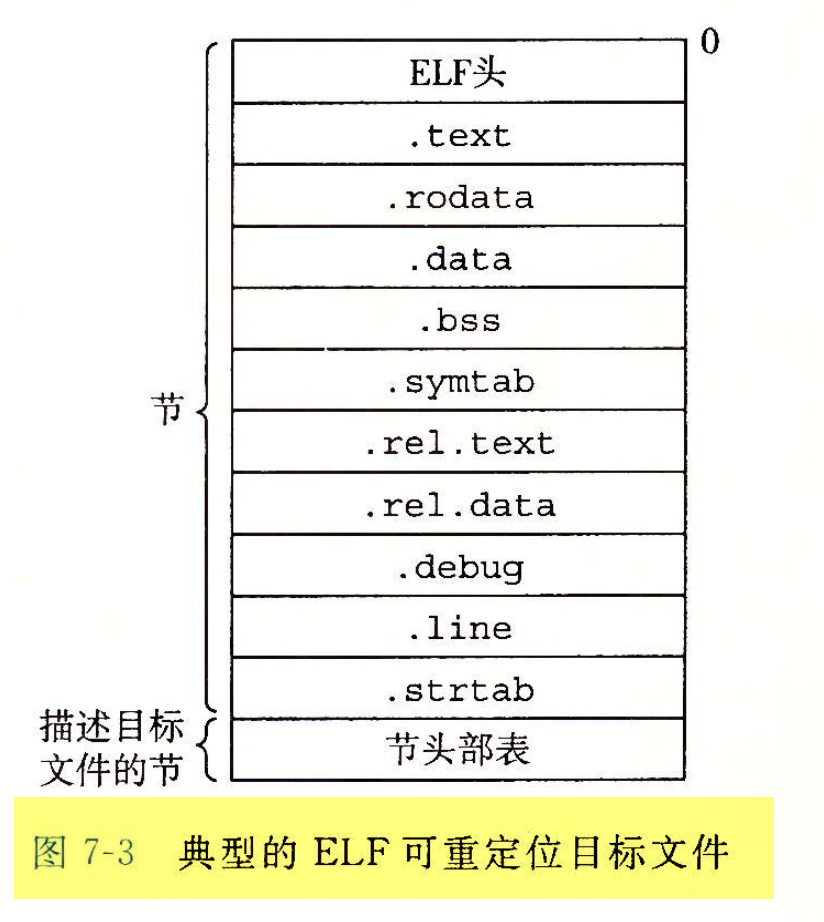 0
ELF头
.text
.rodata
.data
.bss
.symtab
节
.rel.text
.rel.data
.debug
.line
.strtab
描述目标
文件的节
节头部表
图 7-3 典型的 ELF 可重定位目标文件